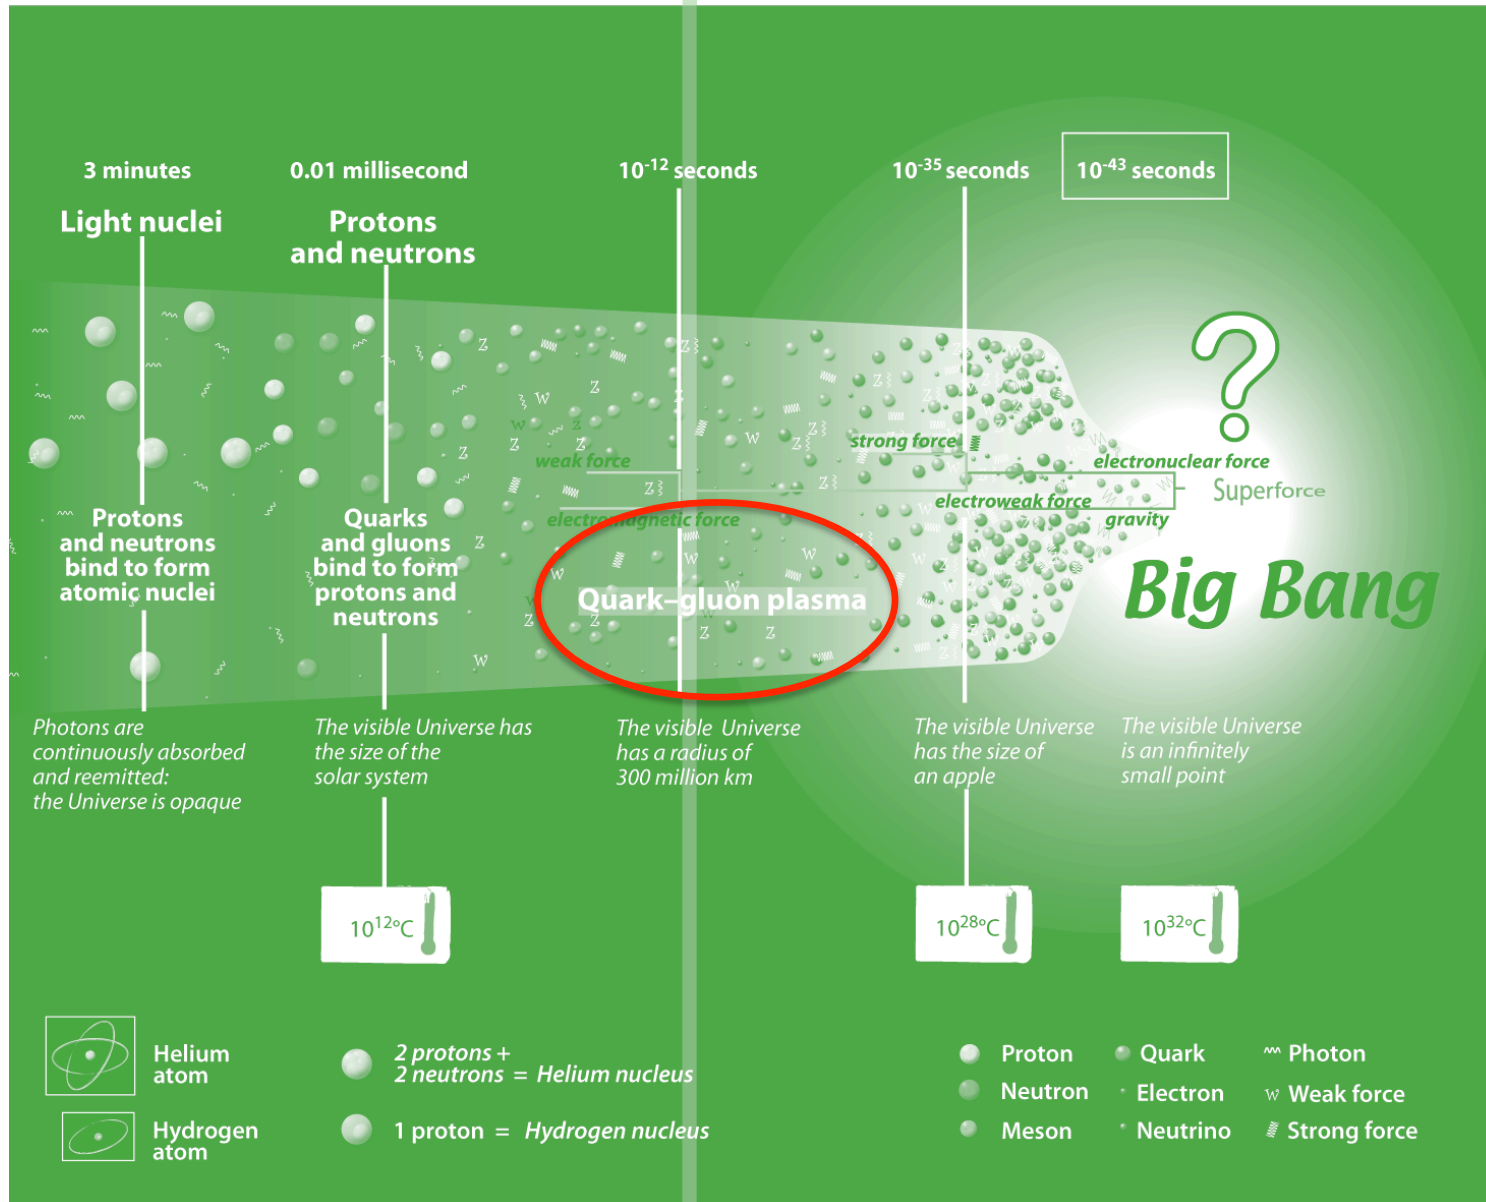 3 minutes
0.01 millisecond
10⁻¹² seconds
10⁻³⁵ seconds
10⁻⁴³ seconds
Light nuclei
Protons
and neutrons
strong force
weak force
electronuclear force
Superforce
electroweak force
gravity
electromagnetic force
Protons
and neutrons
bind to form
atomic nuclei
Quarks
and gluons
bind to form
protons and
neutrons
Quark–gluon plasma
?
Big Bang
Photons are
continuously absorbed
and reemitted:
the Universe is opaque
The visible Universe has
the size of the
solar system
The visible Universe
has a radius of
300 million km
The visible Universe
has the size of
an apple
The visible Universe
is an infinitely
small point
10¹²°C
10²⁸°C
10³²°C
Helium
atom
2 protons +
2 neutrons = Helium nucleus
Hydrogen
atom
1 proton = Hydrogen nucleus
Proton
Quark
Photon
Neutron
Electron
W Weak force
Meson
Neutrino
Strong force